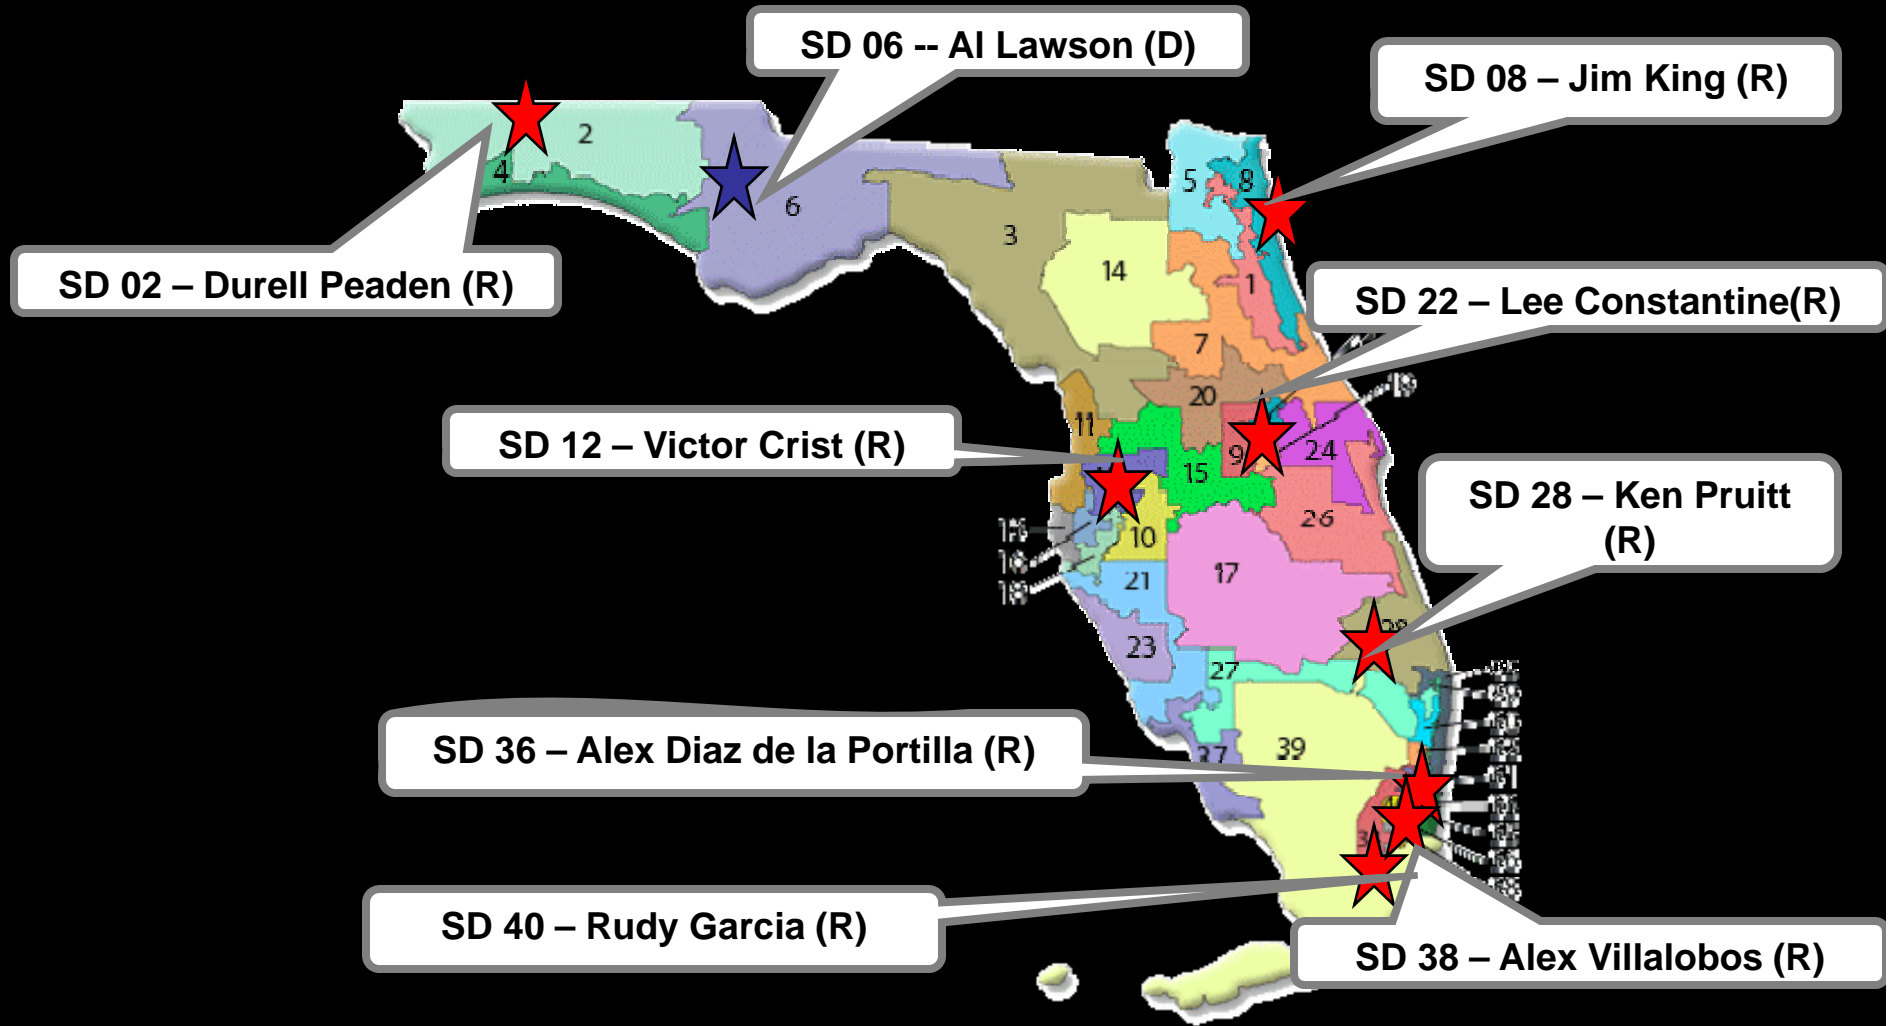 SD 06 -- Al Lawson (D)
SD 08 – Jim King (R)
2
4
5
8
6
3
SD 02 – Durell Peaden (R)
14
1
SD 22 – Lee Constantine(R)
7
19
20
11
SD 12 – Victor Crist (R)
9
24
15
SD 28 – Ken Pruitt
(R)
26
10
17
16
18
21
23
27
SD 36 – Alex Diaz de la Portilla (R)
37
39
SD 40 – Rudy Garcia (R)
SD 38 – Alex Villalobos (R)